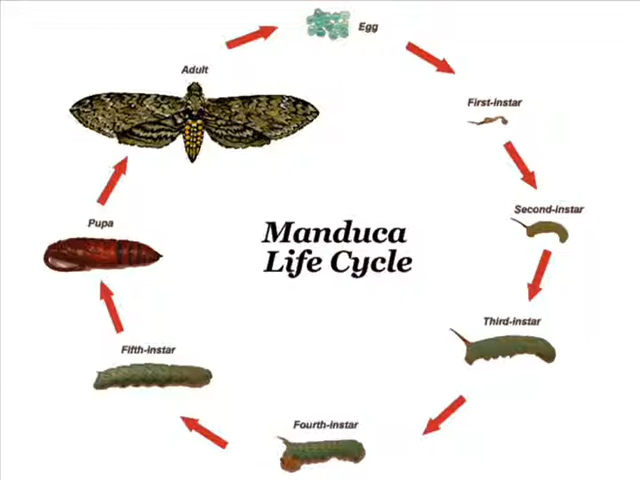 Egg
Adult
First-instar
Second-instar
Pupa
Manduca
Life Cycle
Third-instar
Fifth-instar
Fourth-instar